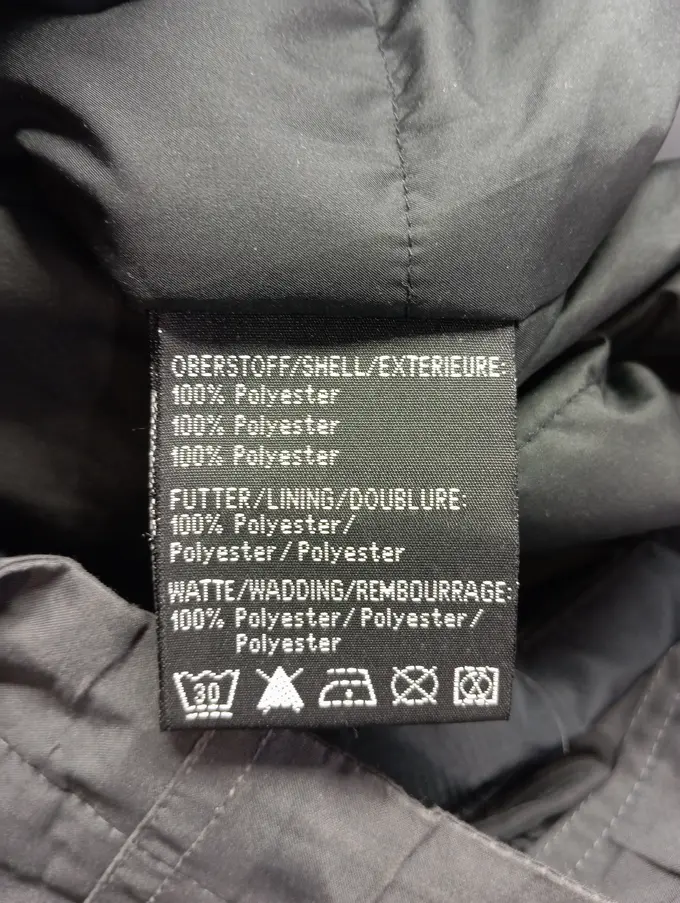 OBERSTOFF/SHELL/EXTERIEURE:
100% Polyester
100% Polyester
100% Polyester
FUTTER/LINING/DOUBLURE:
100% Polyester/
Polyester/Polyester
WATTE/WADDING/REMBOURRAGE:
100% Polyester/Polyester/
Polyester
30